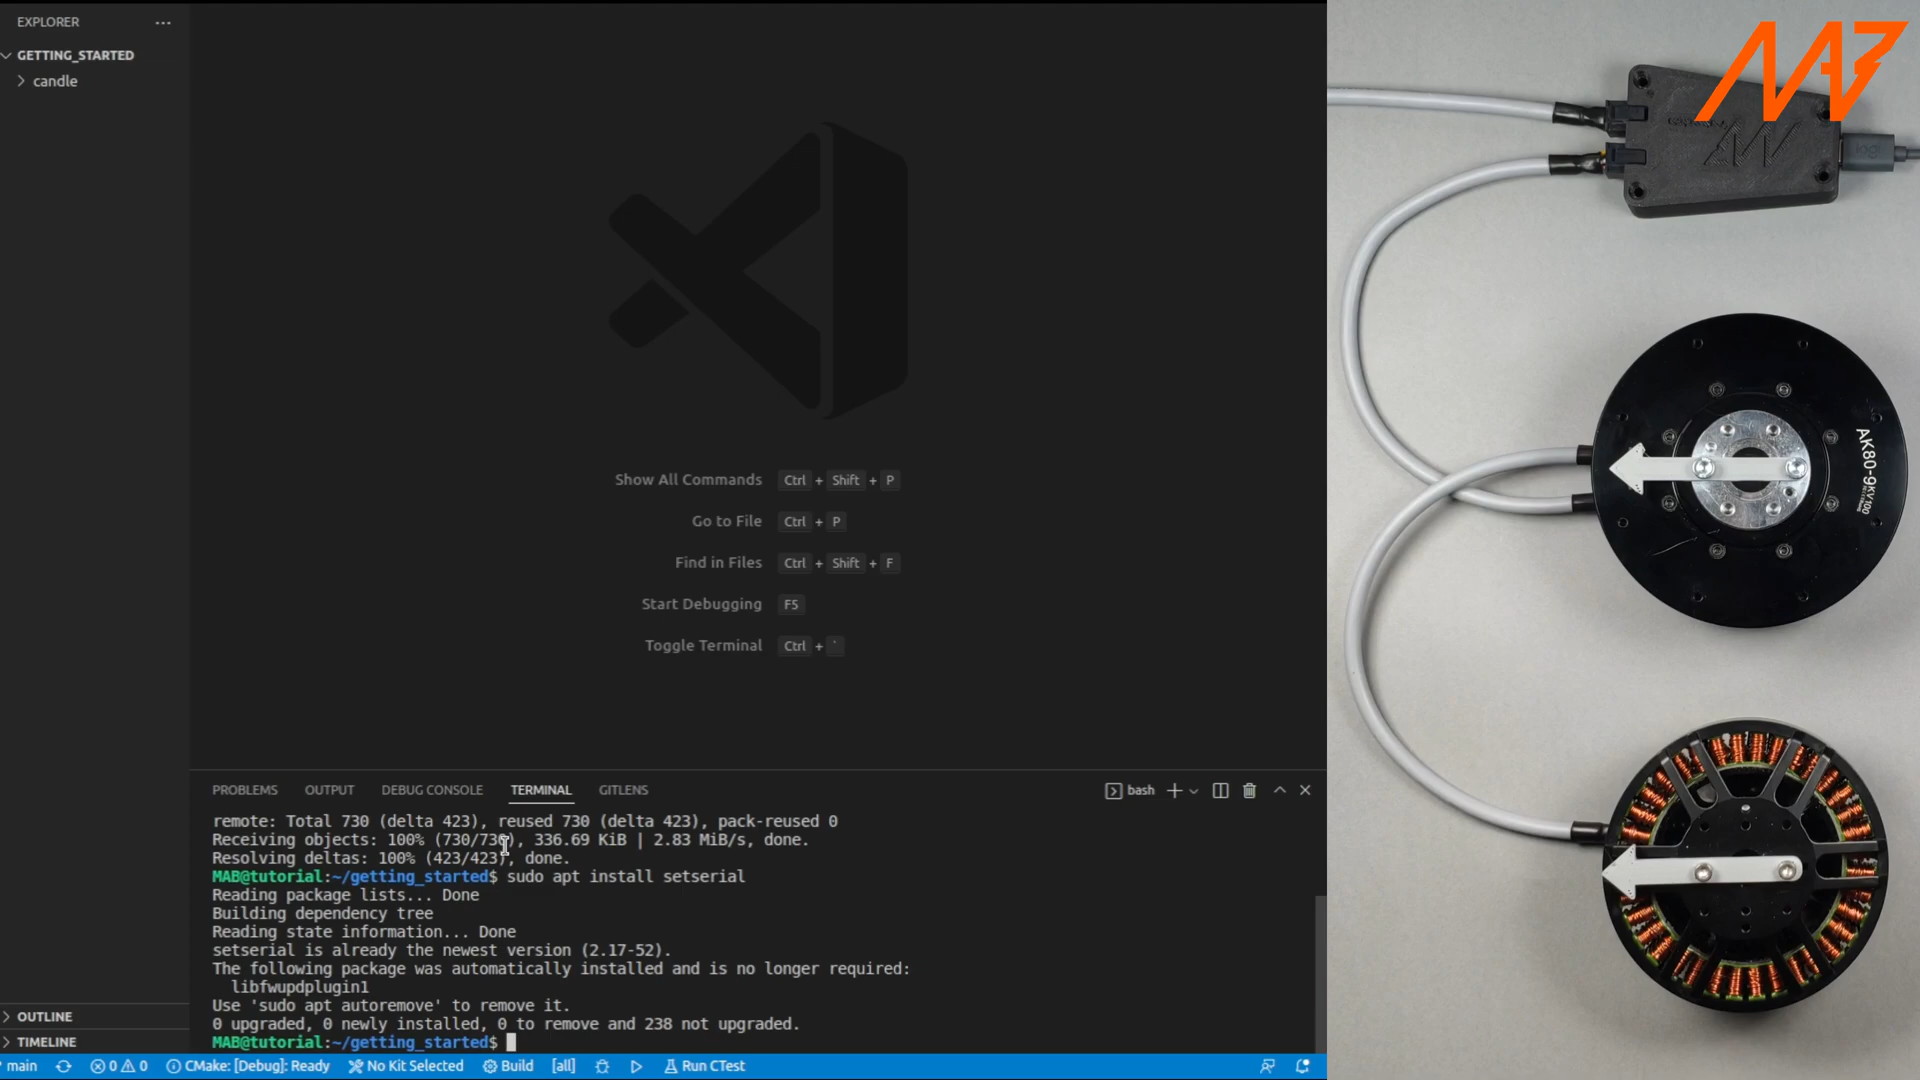 EXPLORER
GETTING_STARTED
candle
Show All Commands Ctrl + Shift + P
Go to File Ctrl + P
Find in Files Ctrl + Shift + F
Start Debugging F5
Toggle Terminal Ctrl + `
PROBLEMS OUTPUT DEBUG CONSOLE TERMINAL GITLENS bash
remote: Total 730 (delta 423), reused 730 (delta 423), pack-reused 0
Receiving objects: 100% (730/730), 336.69 KiB | 2.83 MiB/s, done.
Resolving deltas: 100% (423/423), done.
MAB@tutorial:~/getting_started$ sudo apt install setserial
Reading package lists... Done
Building dependency tree
Reading state information... Done
setserial is already the newest version (2.17-52).
The following package was automatically installed and is no longer required:
libfwupdplugin1
Use 'sudo apt autoremove' to remove it.
0 upgraded, 0 newly installed, 0 to remove and 238 not upgraded.
MAB@tutorial:~/getting_started$
OUTLINE
TIMELINE
main 0 0 CMake: [Debug]: Ready No Kit Selected Build [all] Run CTest
logi
AK80-9 KV100